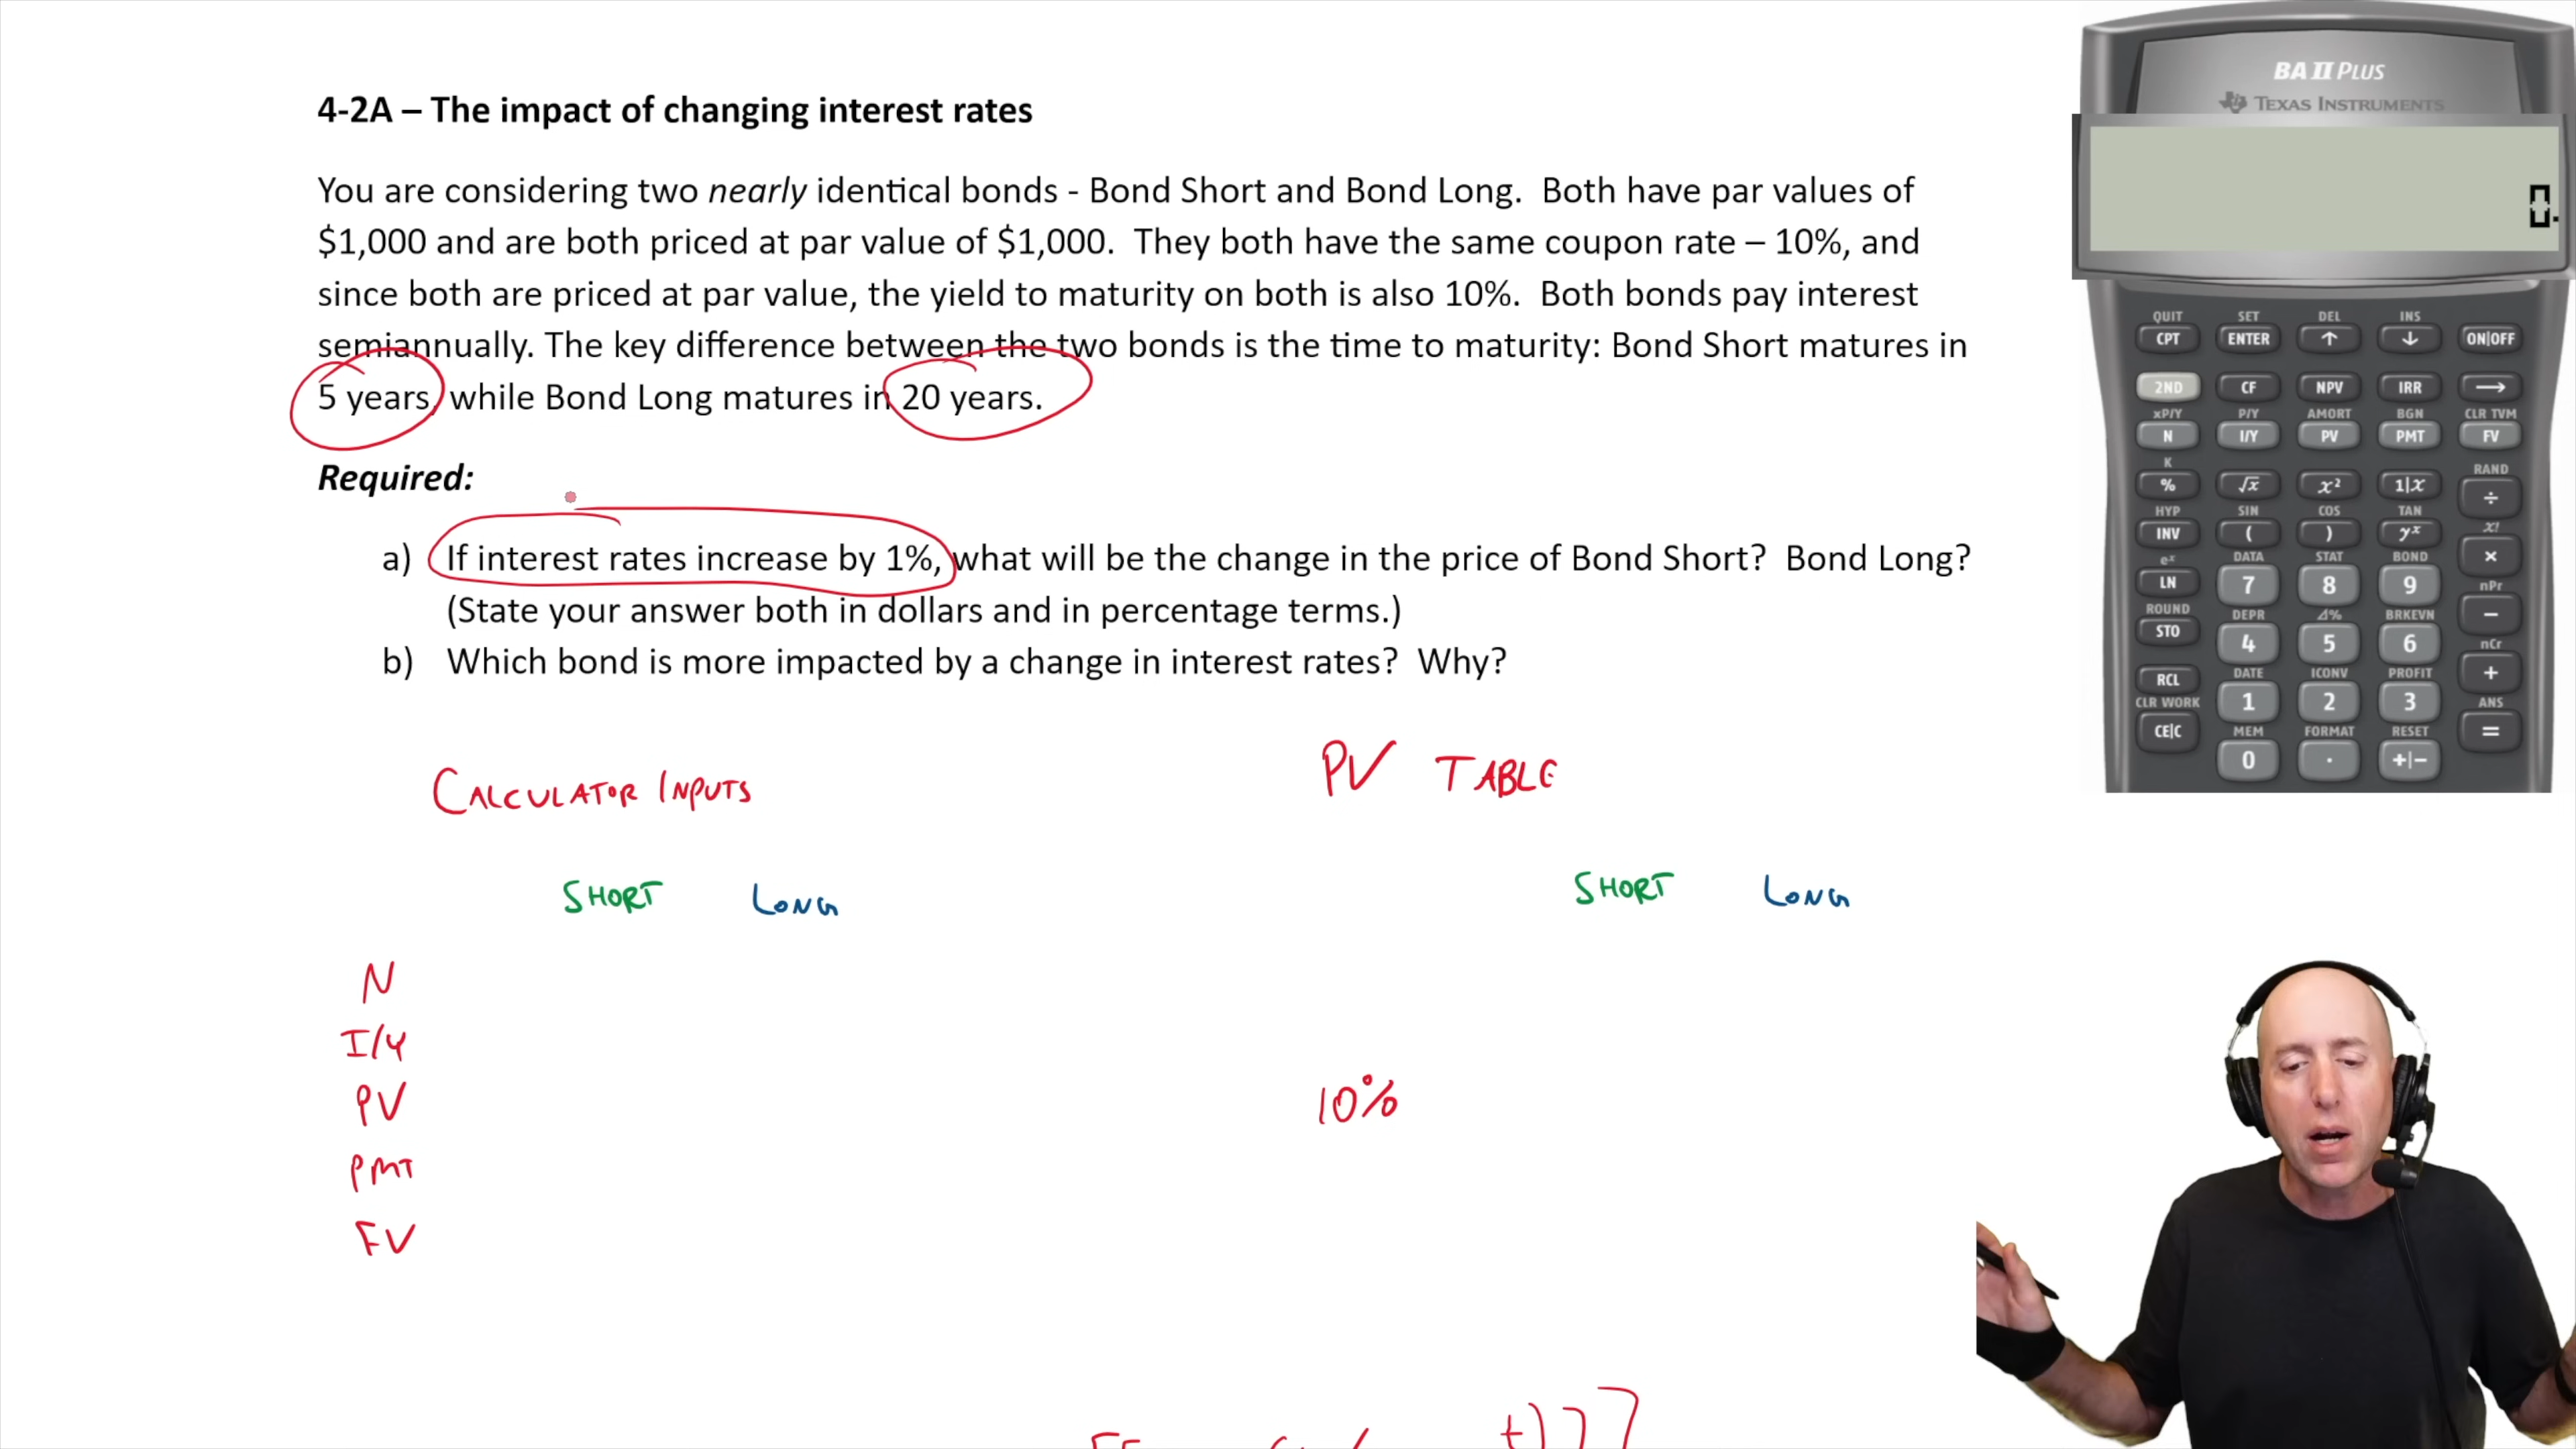 4-2A – The impact of changing interest rates
You are considering two nearly identical bonds - Bond Short and Bond Long. Both have par values of
$1,000 and are both priced at par value of $1,000. They both have the same coupon rate – 10%, and
since both are priced at par value, the yield to maturity on both is also 10%. Both bonds pay interest
semiannually. The key difference between the two bonds is the time to maturity: Bond Short matures in
5 years, while Bond Long matures in 20 years.
Required:
a) If interest rates increase by 1%, what will be the change in the price of Bond Short? Bond Long?
(State your answer both in dollars and in percentage terms.)
b) Which bond is more impacted by a change in interest rates? Why?
CALCULATOR INPUTS
PV TABLE
SHORT LONG
SHORT LONG
N
I/Y
PV
10%
PMT
FV
BA II PLUS
TEXAS INSTRUMENTS
0.
QUIT SET DEL INS
CPT ENTER ↑ ↓ ON|OFF
2ND CF NPV IRR →
xP/Y P/Y AMORT BGN CLR TVM
N I/Y PV PMT FV
K RAND
% √x x² 1|x ÷
HYP SIN COS TAN x!
INV ( ) yˣ ×
eˣ DATA STAT BOND nPr
LN 7 8 9 −
ROUND DEPR Δ% BRKEVN nCr
STO 4 5 6 +
DATE ICONV PROFIT ANS
RCL 1 2 3 =
CLR WORK MEM FORMAT RESET
CE|C 0 . +|−